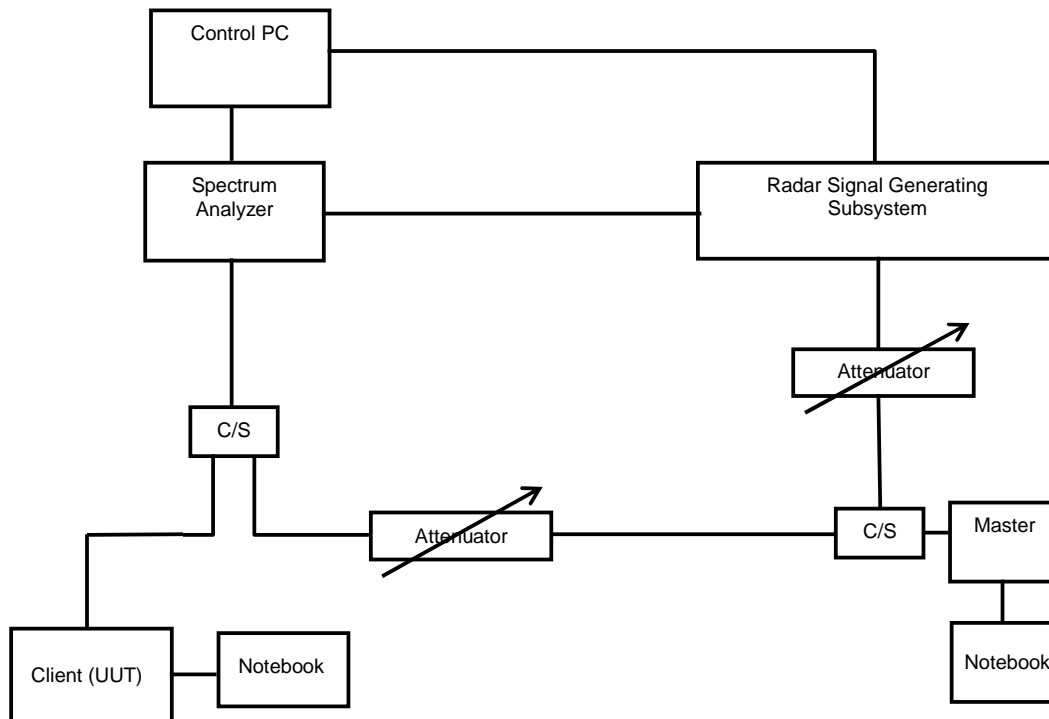 Control PC
Spectrum
Analyzer
Radar Signal Generating
Subsystem
Attenuator
C/S
Attenuator
C/S
Master
Client (UUT)
Notebook
Notebook